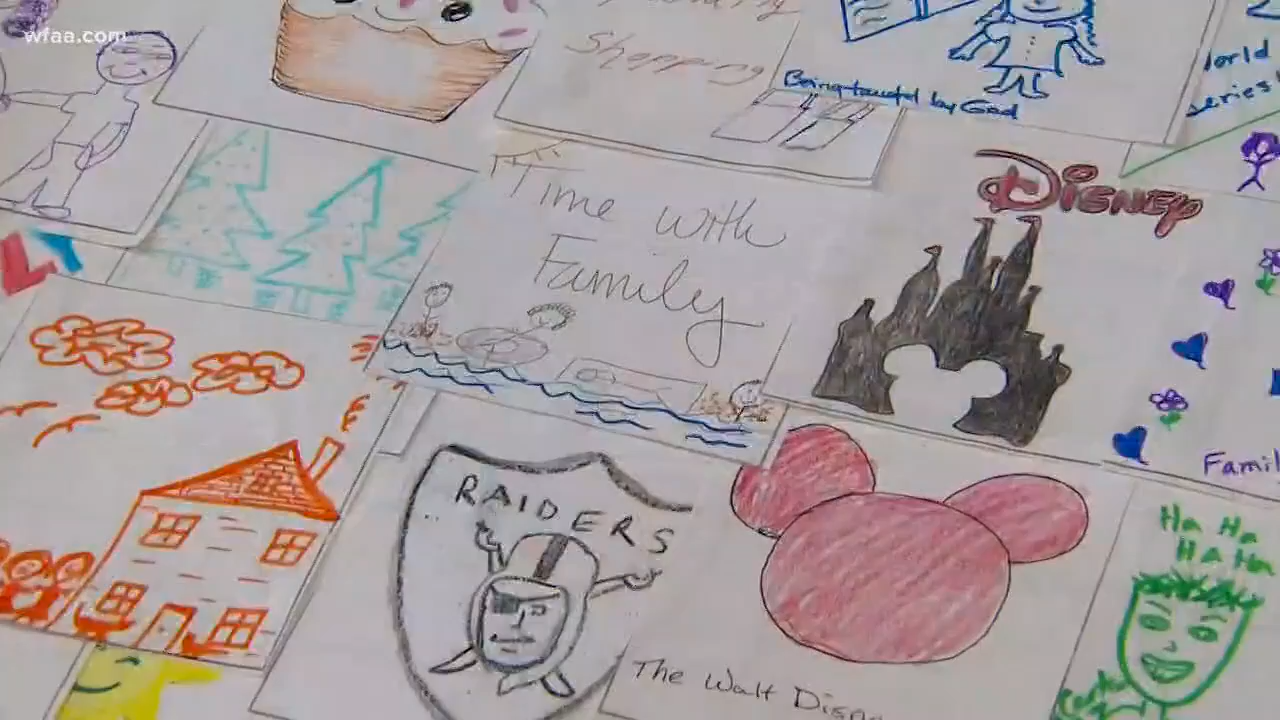 wfaa.com
Shopping
Being taught by God
World
series
Time with
Family
DISNEY
RAIDERS
Ha Ha
Ha Ha
The Walt Disn